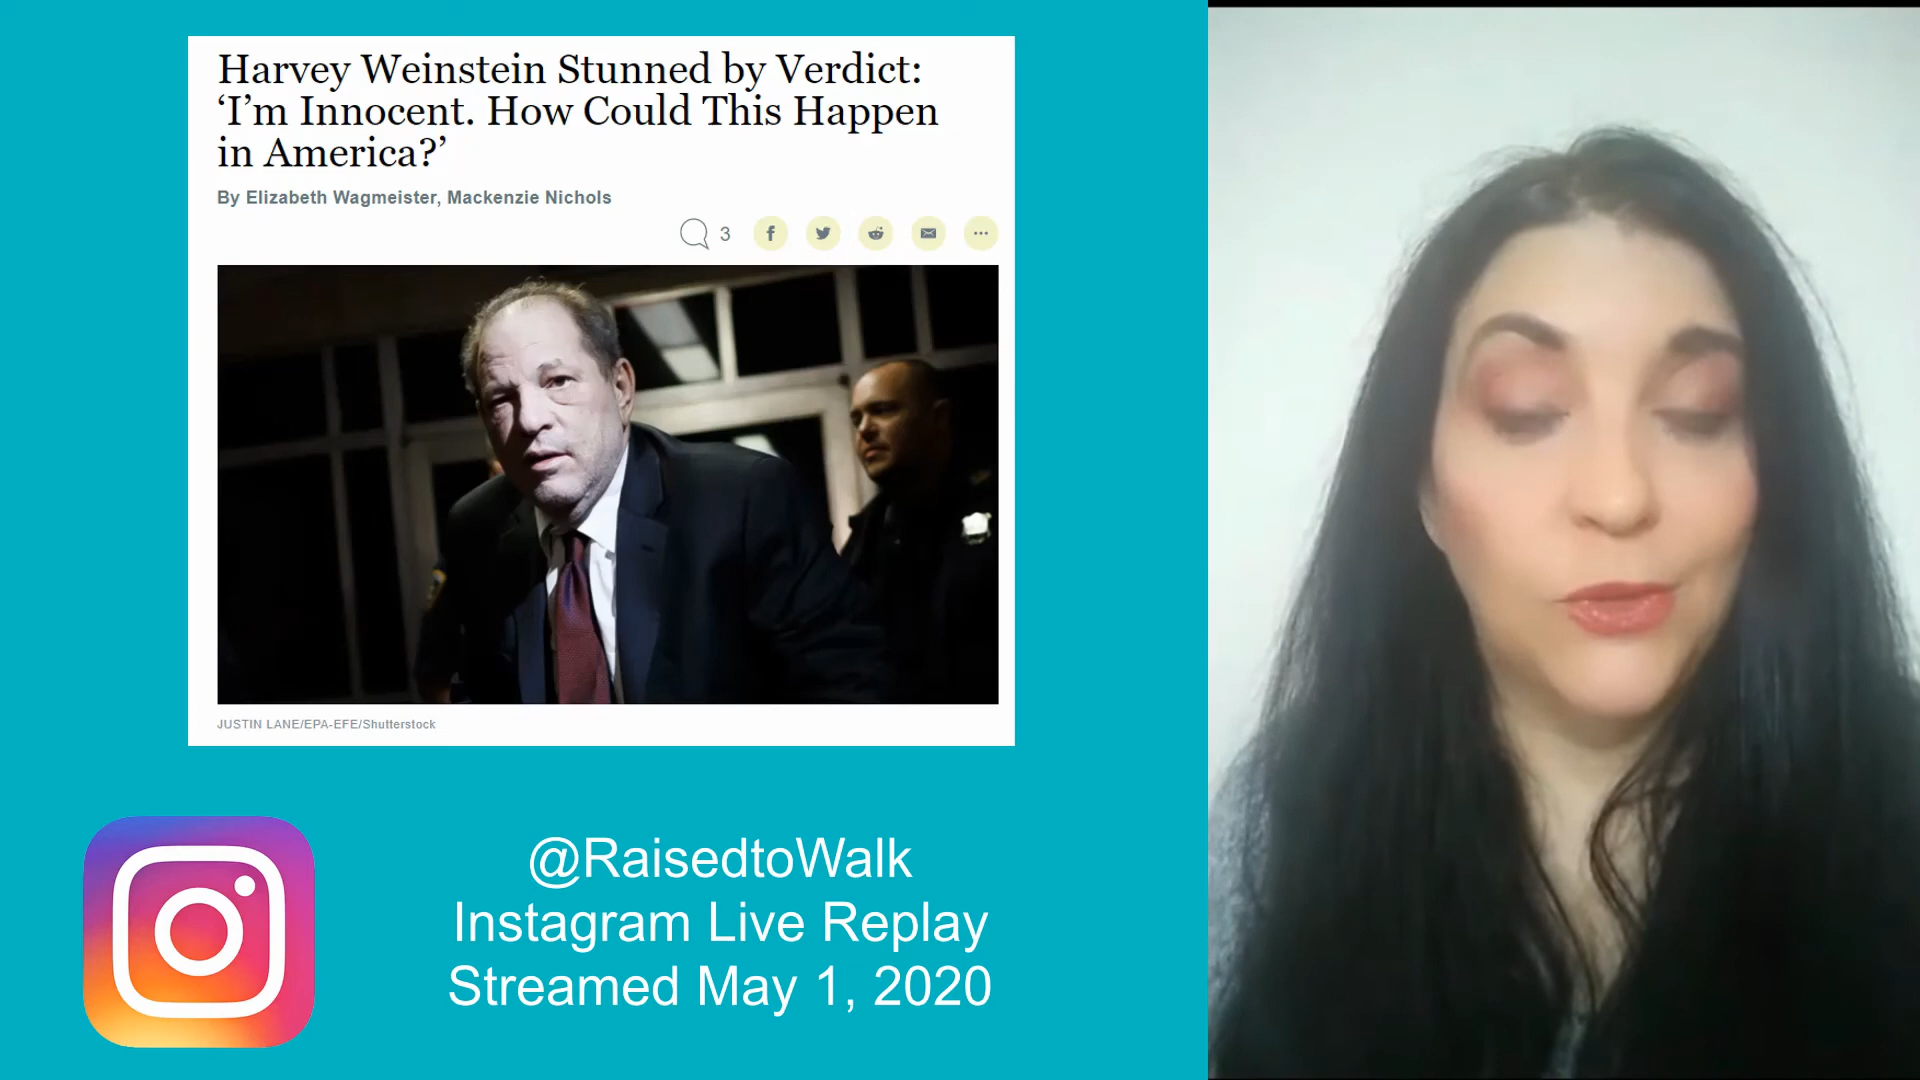 Harvey Weinstein Stunned by Verdict:
‘I’m Innocent. How Could This Happen
in America?’
By Elizabeth Wagmeister, Mackenzie Nichols
3
JUSTIN LANE/EPA-EFE/Shutterstock
@RaisedtoWalk
Instagram Live Replay
Streamed May 1, 2020